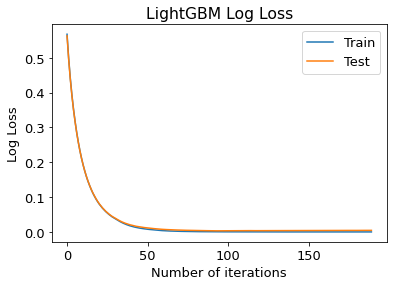 LightGBM Log Loss
Train
Test
Log Loss
0.5
0.4
0.3
0.2
0.1
0.0
0 50 100 150
Number of iterations